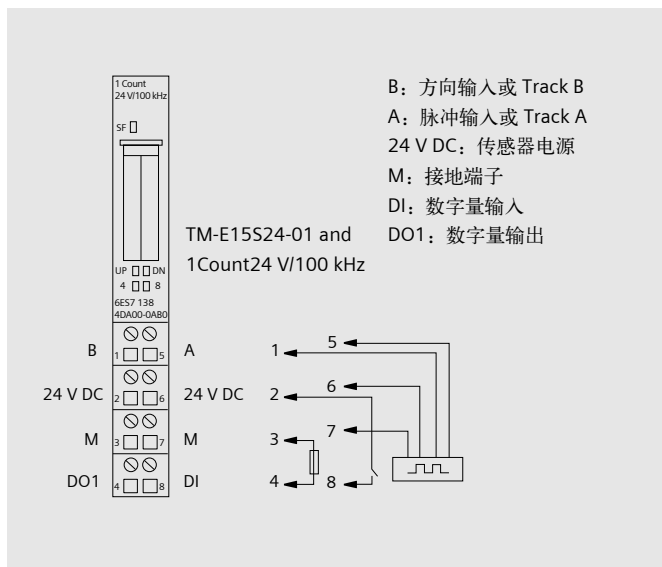 1 Count
24 V/100 kHz
SF
UP DN
4 8
6ES7 138
4DA00-0AB0
B：方向输入或 Track B
A：脉冲输入或 Track A
24 V DC：传感器电源
M：接地端子
DI：数字量输入
DO1：数字量输出
TM-E15S24-01 and
1Count24 V/100 kHz
B 1 5 A 1 5
24 V DC 2 6 24 V DC 2 6
M 3 7 M 3 7
DO1 4 8 DI 4 8